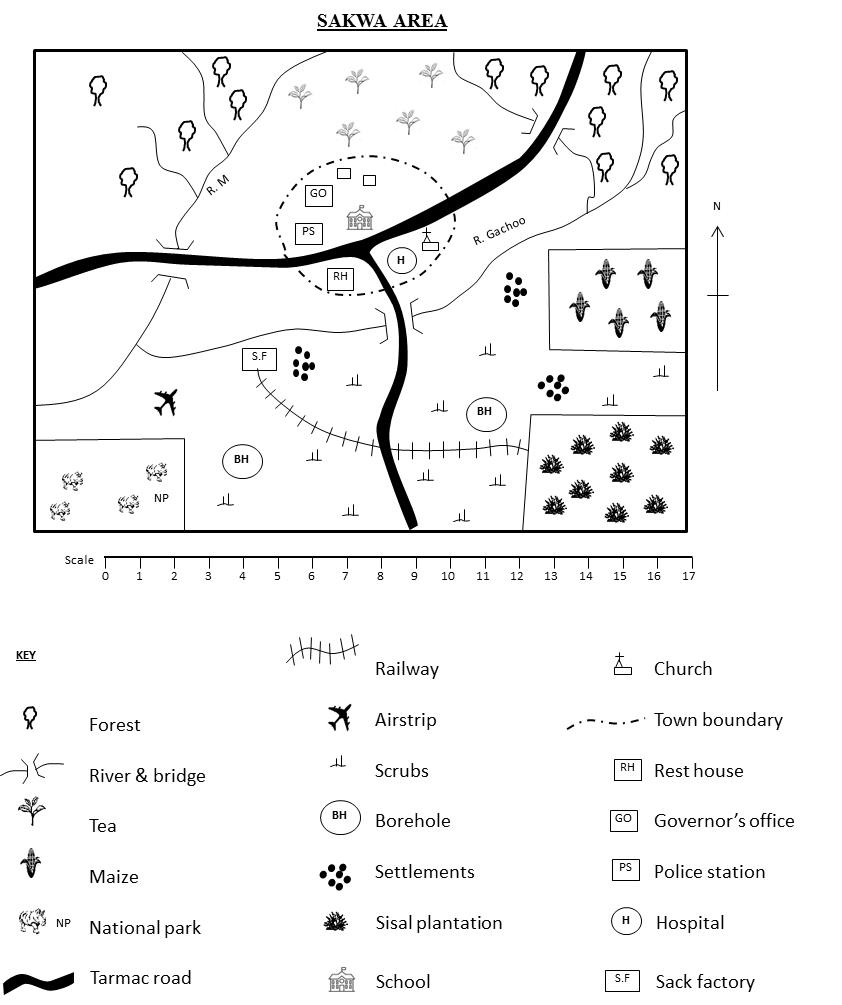 SAKWA AREA
R. M
GO
PS
RH
H
R. Gachoo
N
S.F
BH
BH
NP
Scale
0 1 2 3 4 5 6 7 8 9 10 11 12 13 14 15 16 17
KEY
Railway
Church
Forest
Airstrip
Town boundary
River & bridge
Scrubs
RH Rest house
Tea
BH Borehole
GO Governor's office
Maize
Settlements
PS Police station
NP National park
Sisal plantation
H Hospital
Tarmac road
School
S.F Sack factory